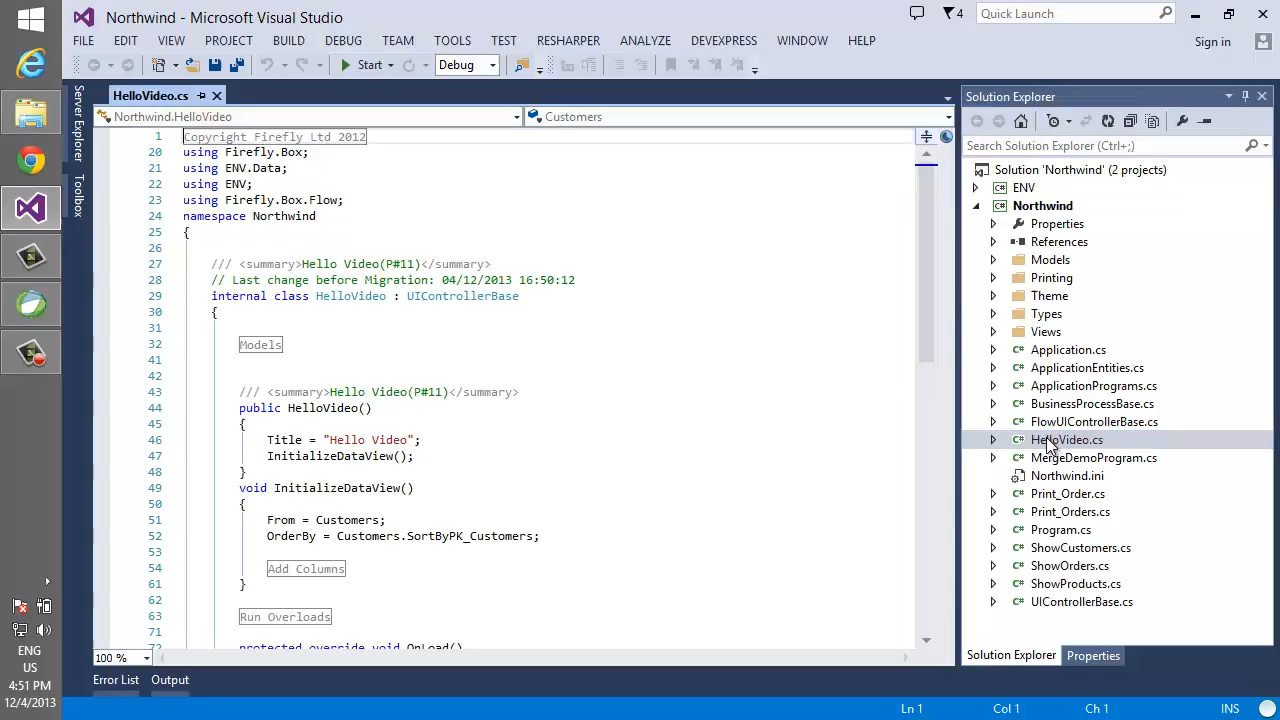 Northwind - Microsoft Visual Studio
4
Quick Launch
FILE EDIT VIEW PROJECT BUILD DEBUG TEAM TOOLS TEST RESHARPER ANALYZE DEVEXPRESS WINDOW HELP
Sign in
Start
Debug
Server Explorer
Toolbox
HelloVideo.cs
Northwind.HelloVideo
Customers
1 Copyright Firefly Ltd 2012
20 using Firefly.Box;
21 using ENV.Data;
22 using ENV;
23 using Firefly.Box.Flow;
24 namespace Northwind
25 {
26
27 /// <summary>Hello Video(P#11)</summary>
28 // Last change before Migration: 04/12/2013 16:50:12
29 internal class HelloVideo : UIControllerBase
30 {
31
32 Models
41
42
43 /// <summary>Hello Video(P#11)</summary>
44 public HelloVideo()
45 {
46 Title = "Hello Video";
47 InitializeDataView();
48 }
49 void InitializeDataView()
50 {
51 From = Customers;
52 OrderBy = Customers.SortByPK_Customers;
53
54 Add Columns
61 }
62
63 Run Overloads
71
72 protected override void OnLoad()
100 %
Error List Output
Solution Explorer
Search Solution Explorer (Ctrl+;)
Solution 'Northwind' (2 projects)
C# ENV
C# Northwind
Properties
References
Models
Printing
Theme
Types
Views
C# Application.cs
C# ApplicationEntities.cs
C# ApplicationPrograms.cs
C# BusinessProcessBase.cs
C# FlowUIControllerBase.cs
C# HelloVideo.cs
C# MergeDemoProgram.cs
Northwind.ini
C# Print_Order.cs
C# Print_Orders.cs
C# Program.cs
C# ShowCustomers.cs
C# ShowOrders.cs
C# ShowProducts.cs
C# UIControllerBase.cs
Solution Explorer Properties
Ln 1 Col 1 Ch 1 INS
ENG
US
4:51 PM
12/4/2013